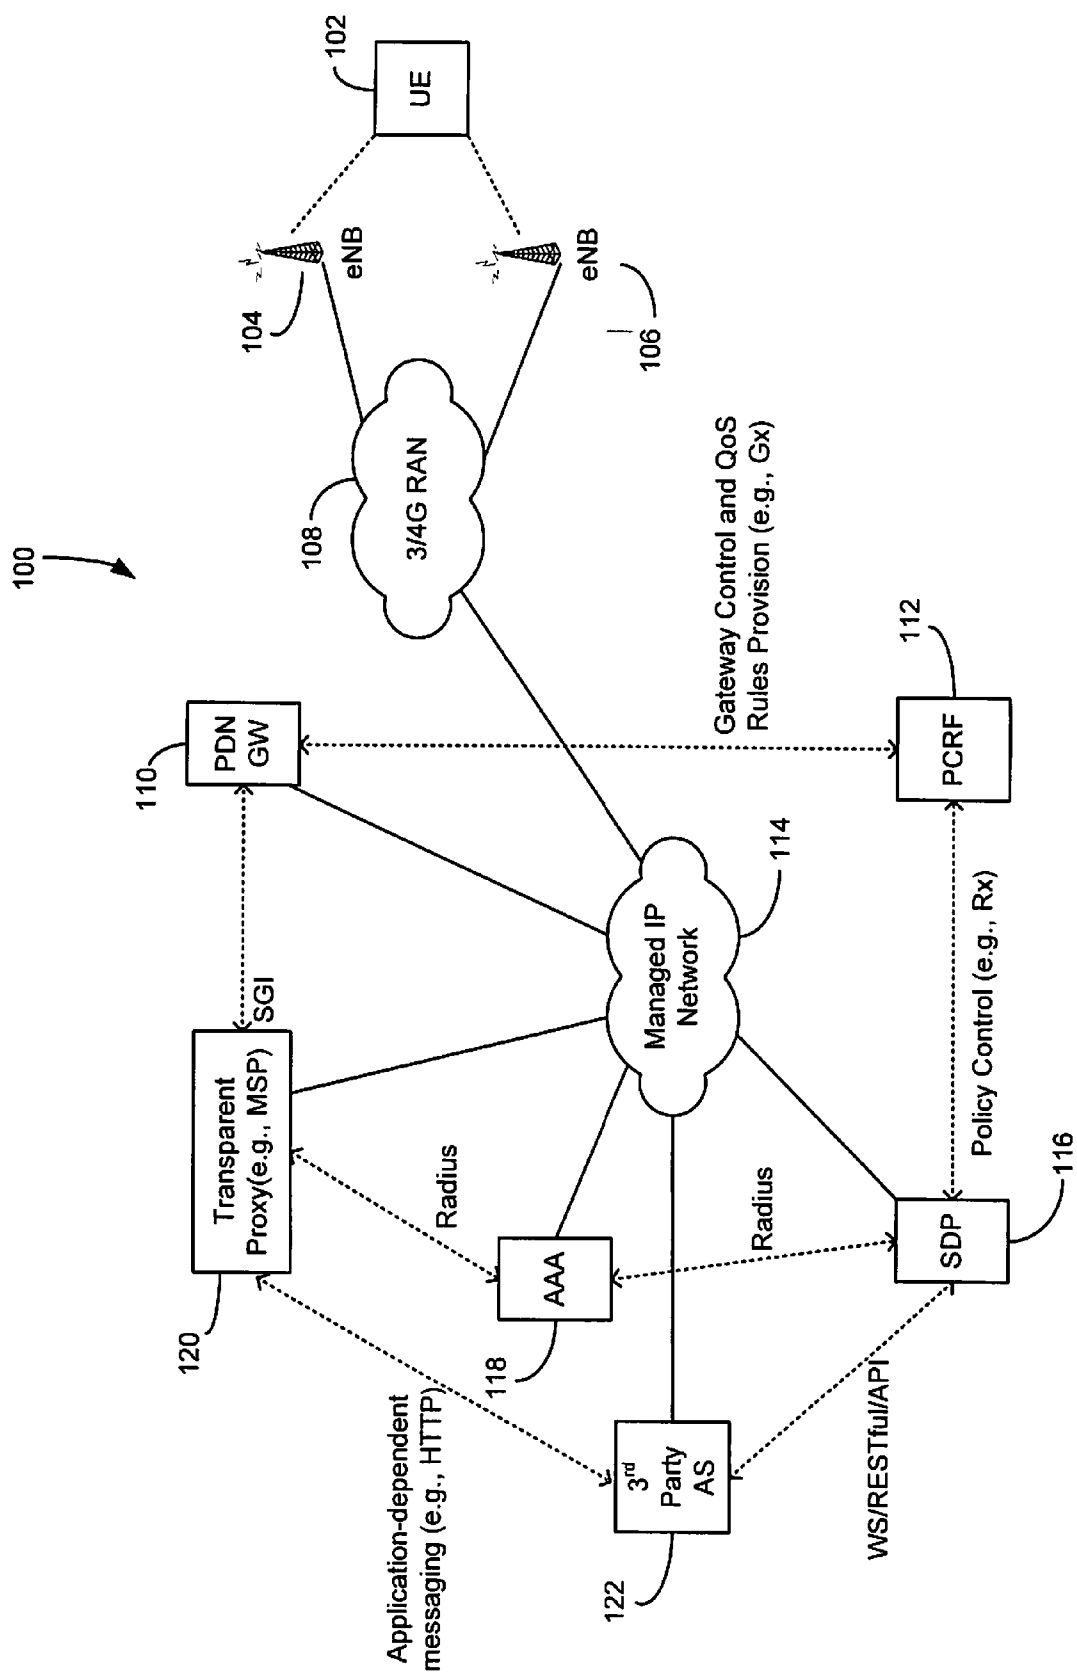 100
120
Transparent
Proxy(e.g., MSP)
SGI
110
PDN
GW
104
eNB
102
UE
106
eNB
108
3/4G RAN
Application-dependent
messaging (e.g., HTTP)
Radius
118
AAA
122
3rd
Party
AS
Managed IP
Network
114
Radius
Gateway Control and QoS
Rules Provision (e.g., Gx)
WS/RESTful/API
SDP
116
Policy Control (e.g., Rx)
PCRF
112